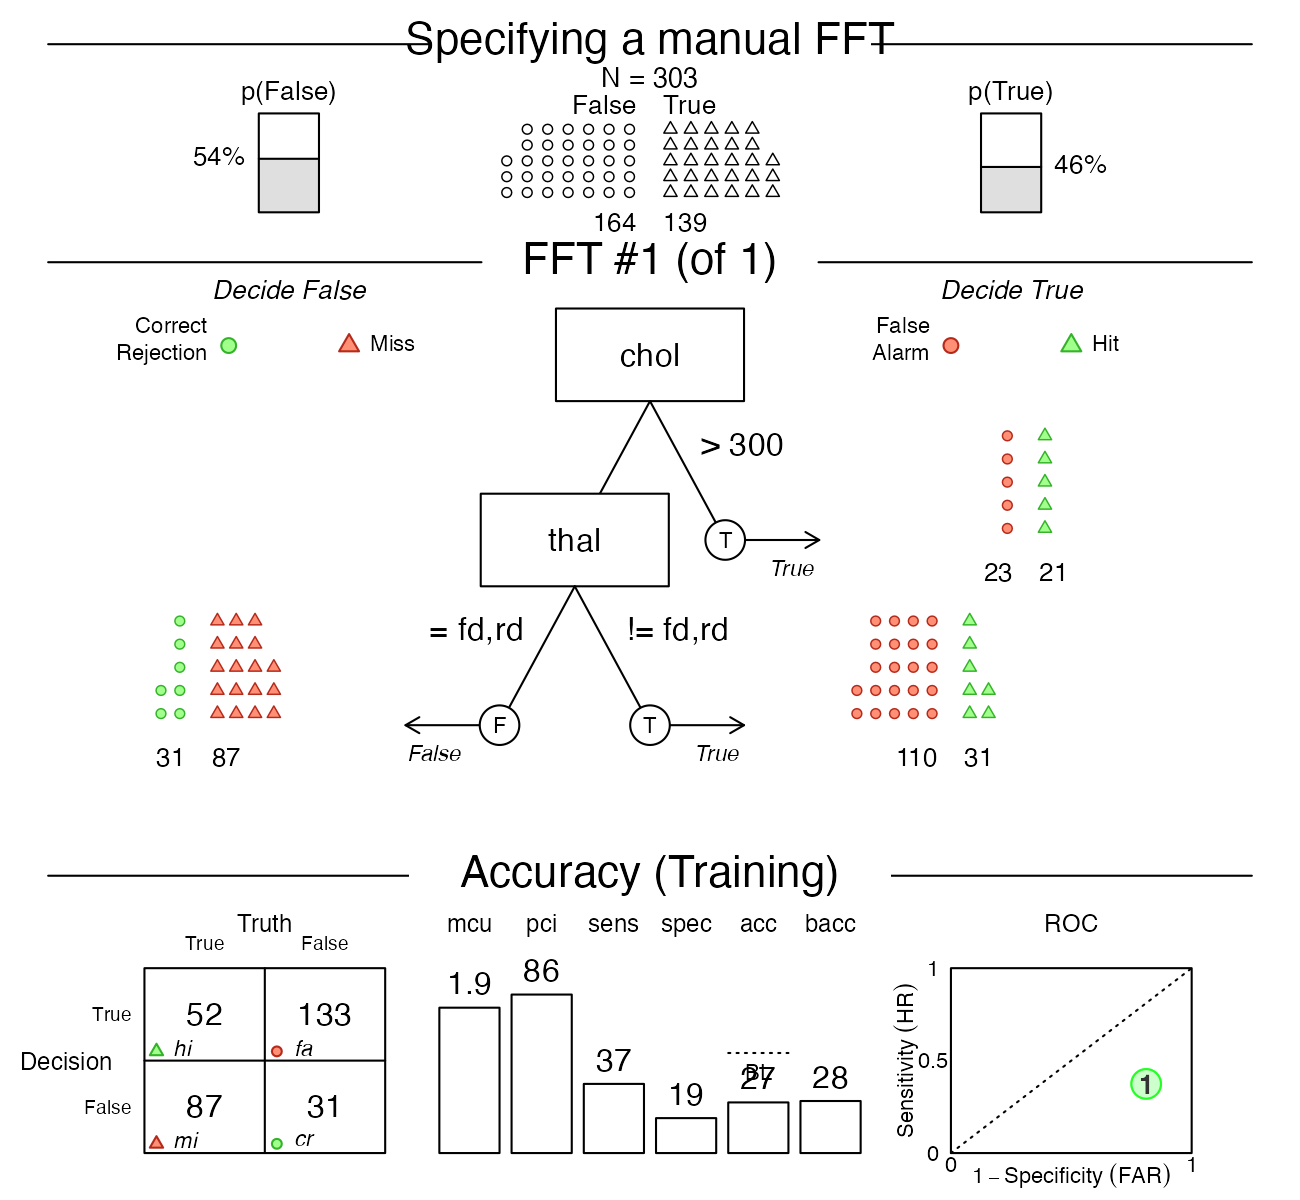 Specifying a manual FFT
N = 303
p(False)
False True
p(True)
54%
46%
164 139
FFT #1 (of 1)
Decide False
Decide True
Correct
Rejection
Miss
False
Alarm
Hit
chol
> 300
thal
T
True
23 21
= fd,rd
!= fd,rd
F
T
False
True
31 87
110 31
Accuracy (Training)
Truth
True False
Decision
True
52
hi
133
fa
False
87
mi
31
cr
mcu pci sens spec acc bacc
1.9 86 37 19 27 28
BL
ROC
Sensitivity (HR)
1
0.5
0
1
0 1
1 – Specificity (FAR)